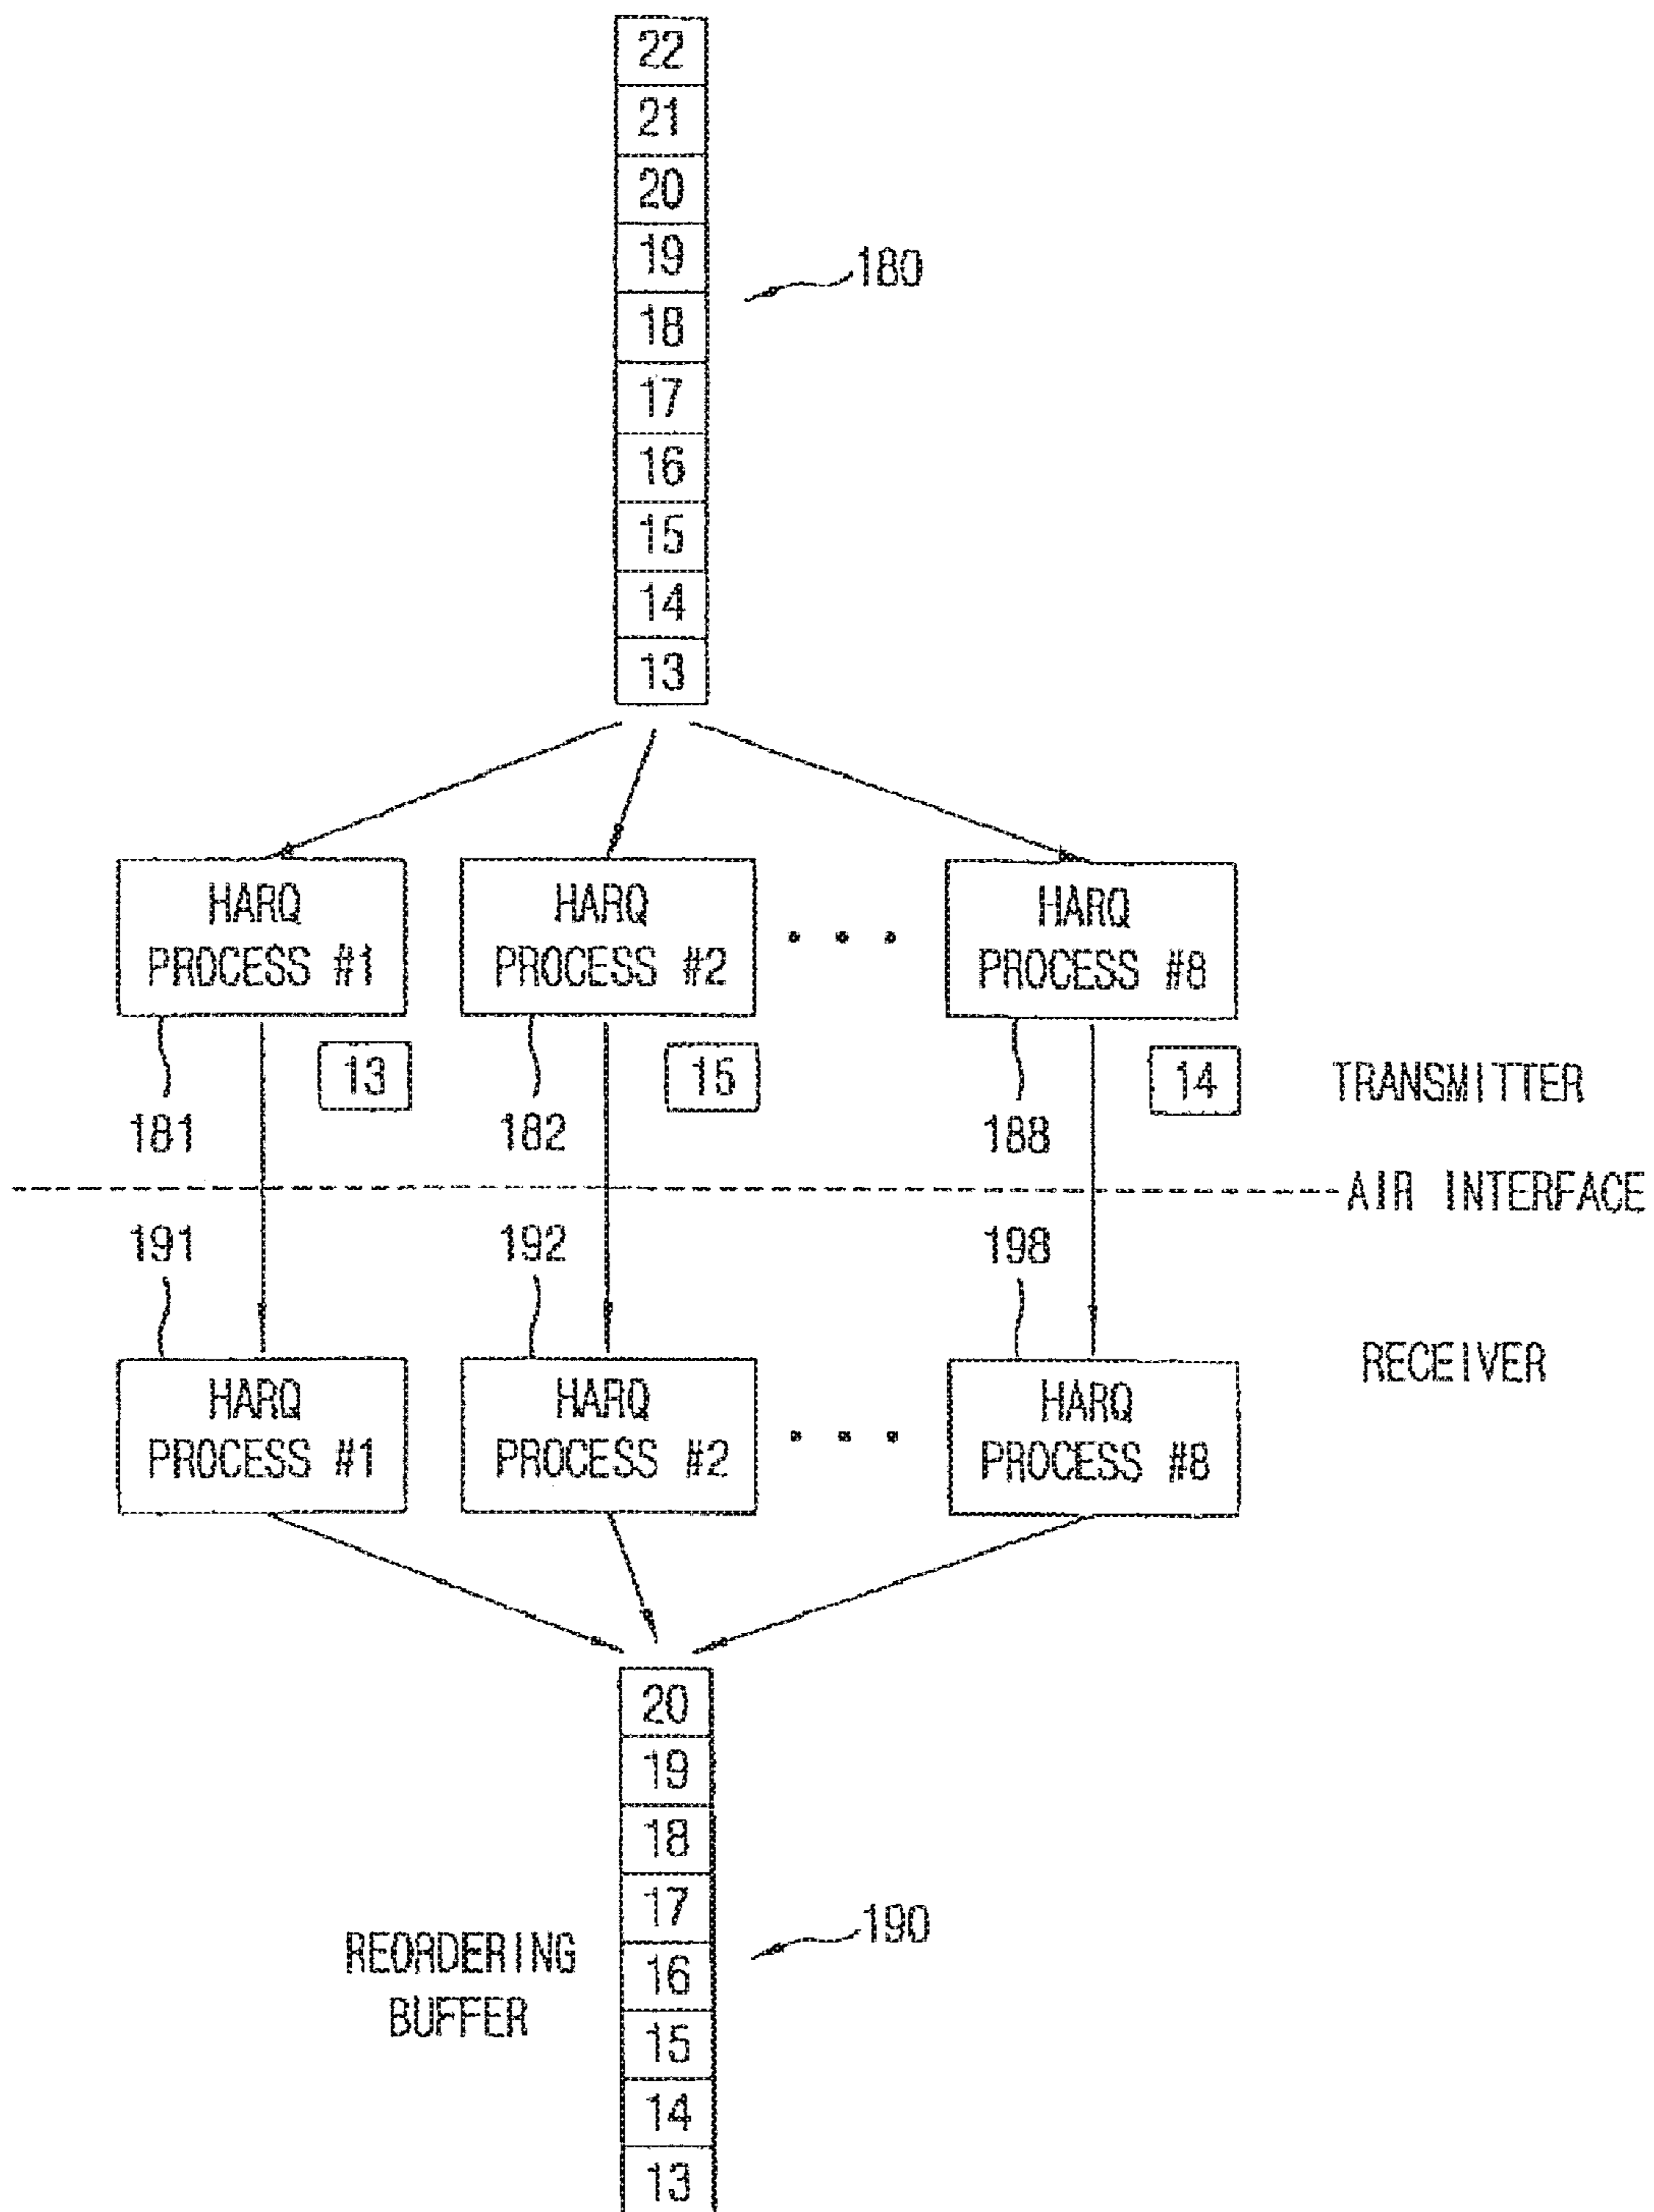 22
21
20
19
180
18
17
16
15
14
13
HARQ
PROCESS #1
HARQ
PROCESS #2
HARQ
PROCESS #8
13
15
14
TRANSMITTER
181
182
188
AIR INTERFACE
191
192
198
RECEIVER
HARQ
PROCESS #1
HARQ
PROCESS #2
HARQ
PROCESS #8
20
19
18
17
190
REORDERING
BUFFER
16
15
14
13